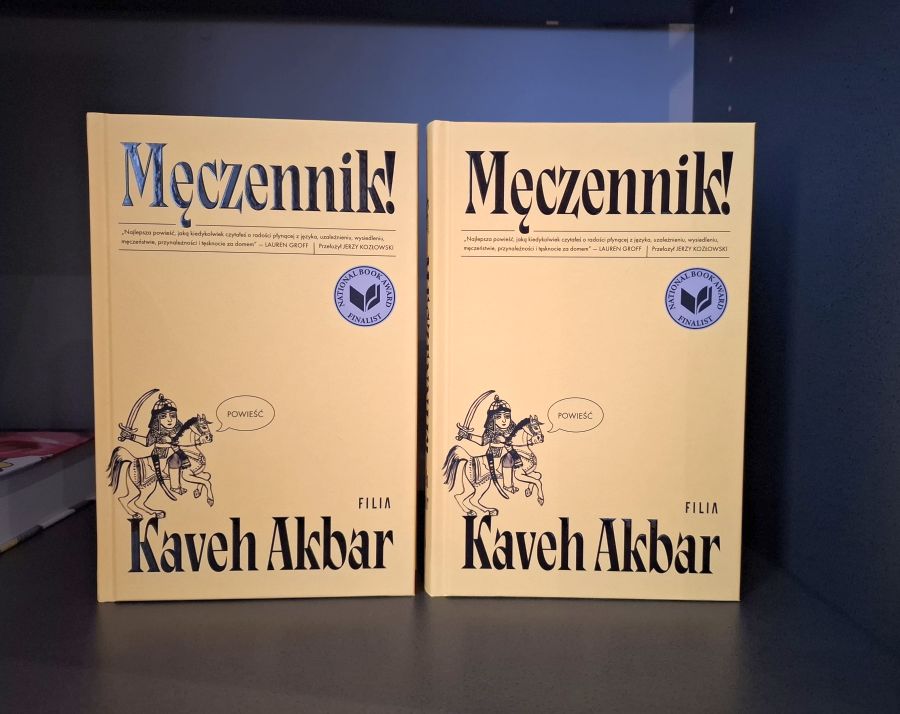 Męczennik!
„Najlepsza powieść, jaką kiedykolwiek czytałeś o radości płynącej z języka, uzależnieniu, wysiedleniu,
męczeństwie, przynależności i tęsknocie za domem” — LAUREN GROFF | Przełożył JERZY KOZŁOWSKI
NATIONAL BOOK AWARD
FINALIST
POWIEŚĆ
FILIA
Kaveh Akbar
Męczennik!
„Najlepsza powieść, jaką kiedykolwiek czytałeś o radości płynącej z języka, uzależnieniu, wysiedleniu,
męczeństwie, przynależności i tęsknocie za domem” — LAUREN GROFF | Przełożył JERZY KOZŁOWSKI
NATIONAL BOOK AWARD
FINALIST
POWIEŚĆ
FILIA
Kaveh Akbar